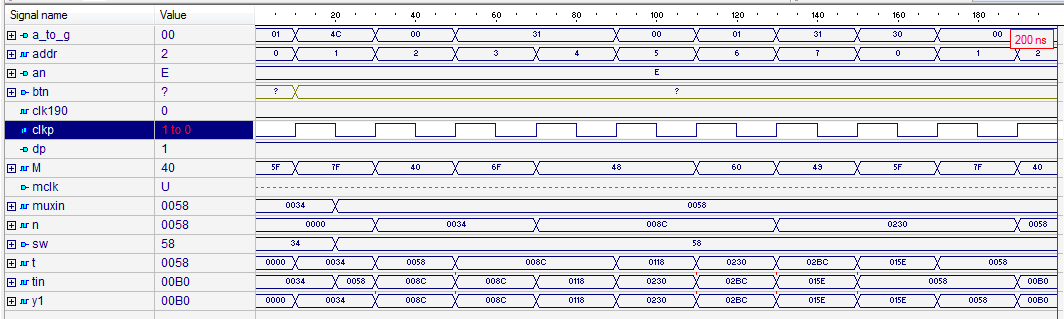 Signal name Value 20 40 60 80 100 120 140 160 180
a_to_g 00 01 4C 00 31 00 01 31 30 00
200 ns
addr 2 0 1 2 3 4 5 6 7 0 1 2
an E E
btn ? ? ?
clk190 0
clkp 1 to 0
dp 1
M 40 5F 7F 40 6F 48 60 49 5F 7F 40
mclk U
muxin 0058 0034 0058
n 0058 0000 0034 008C 0230 0058
sw 58 34 58
t 0058 0000 0034 0058 008C 0118 0230 02BC 015E 0058
tin 00B0 0034 0058 008C 008C 0118 0230 02BC 015E 0058 00B0
y1 00B0 0000 0034 008C 008C 0118 0230 02BC 015E 015E 0058 00B0